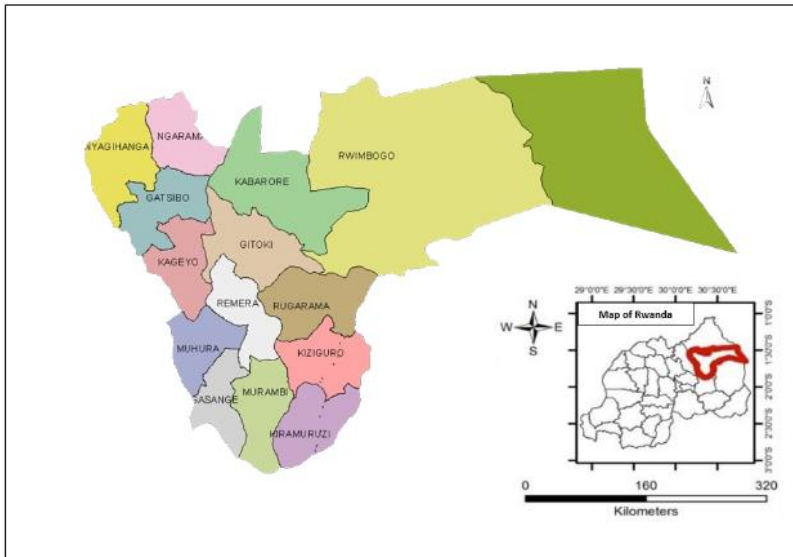 N
NGARAMA
NYAGIHANGA
RWIMBOGO
KABARORE
GATSIBO
GITOKI
KAGEYO
REMERA
RUGARAMA
MUHURA
KIZIGURO
GASANGE
MURAMBI
KIRAMURUZI
29°0'0"E 29°30'0"E 30°0'0"E 30°30'0"E
Map of Rwanda
N
W E
S
1°0'0"S
1°30'0"S
2°0'0"S
2°30'0"S
3°0'0"S
0 160 320
Kilometers